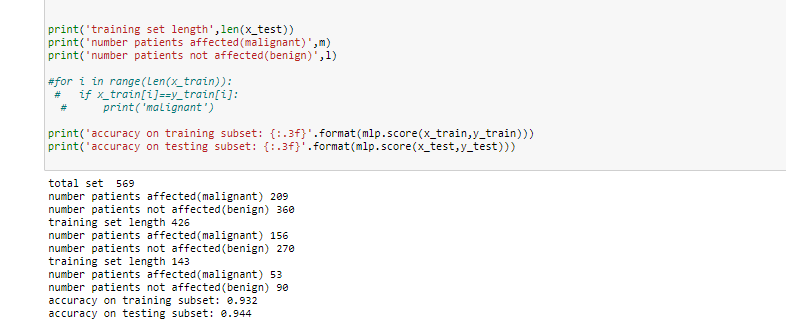 print('training set length',len(x_test))
print('number patients affected(malignant)',m)
print('number patients not affected(benign)',l)
#for i in range(len(x_train)):
#   if x_train[i]==y_train[i]:
#      print('malignant')
print('accuracy on training subset: {:.3f}'.format(mlp.score(x_train,y_train)))
print('accuracy on testing subset: {:.3f}'.format(mlp.score(x_test,y_test)))
total set  569
number patients affected(malignant) 209
number patients not affected(benign) 360
training set length 426
number patients affected(malignant) 156
number patients not affected(benign) 270
training set length 143
number patients affected(malignant) 53
number patients not affected(benign) 90
accuracy on training subset: 0.932
accuracy on testing subset: 0.944